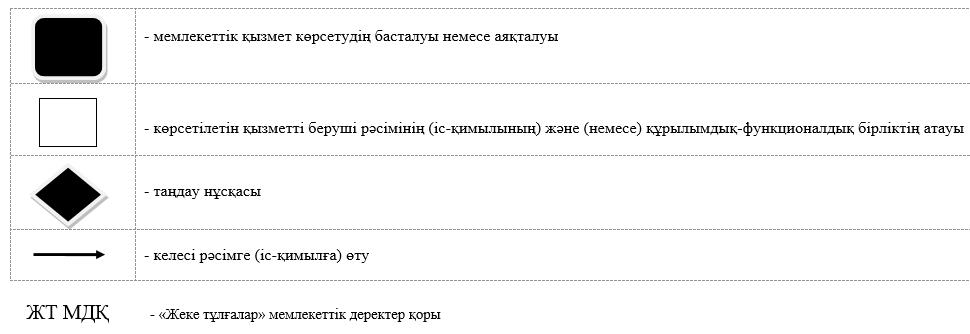 - мемлекеттік қызмет көрсетудің басталуы немесе аяқталуы
- көрсетілетін қызметті беруші рәсімінің (іс-қимылының) және (немесе) құрылымдық-функционалдық бірліктің атауы
- таңдау нұсқасы
- келесі рәсімге (іс-қимылға) өту
ЖТ МДҚ - «Жеке тұлғалар» мемлекеттік деректер қоры